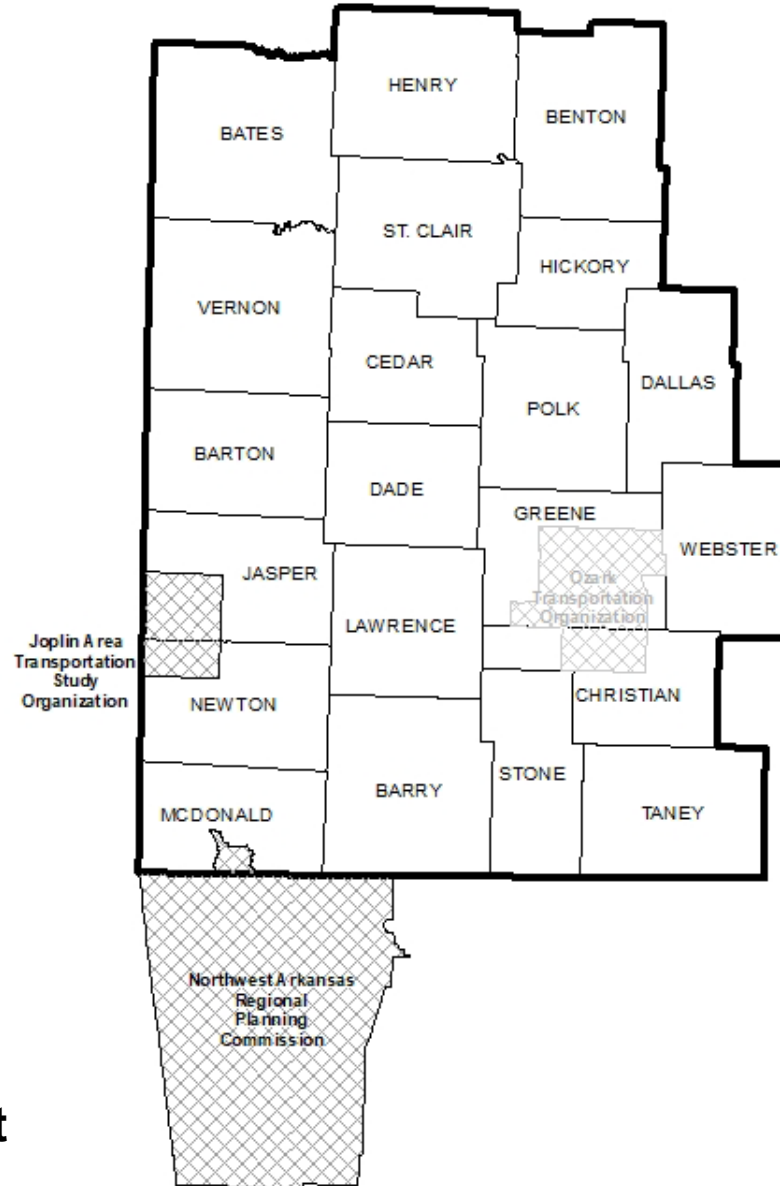 HENRY
BENTON
BATES
ST. CLAIR
HICKORY
VERNON
CEDAR
DALLAS
POLK
BARTON
DADE
GREENE
WEBSTER
JASPER
Ozark
Transportation
Organization
LAWRENCE
Joplin Area
Transportation
Study
Organization
NEWTON
CHRISTIAN
STONE
BARRY
MCDONALD
TANEY
Northwest Arkansas
Regional
Planning
Commission
t